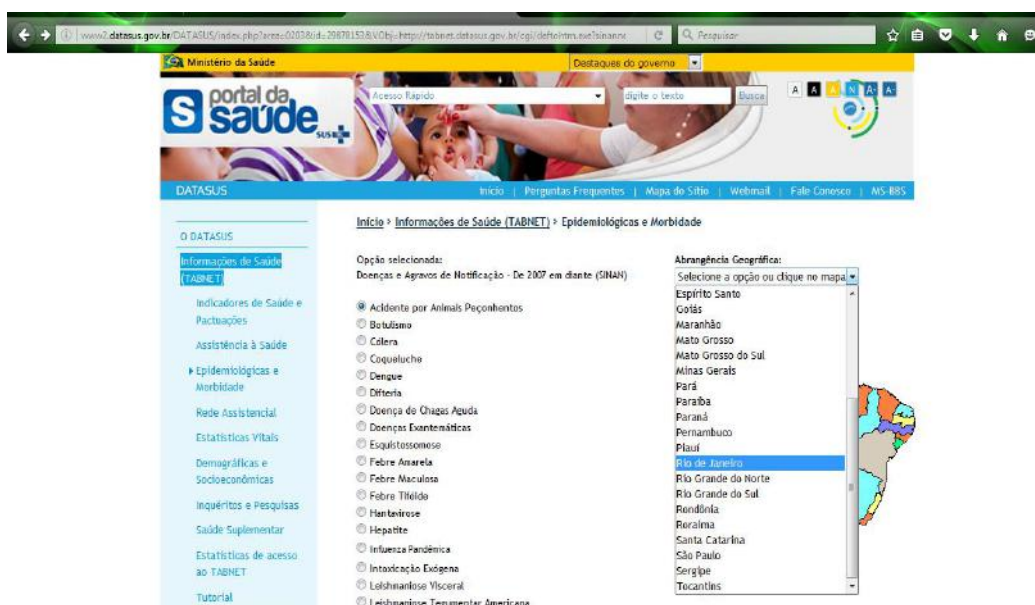 www2.datasus.gov.br/DATASUS/index.php?area=0203&id=29878153&VObj=http://tabnet.datasus.gov.br/cgi/deftohtm.exe?sinannet
Pesquisar
Ministério da Saúde
Destaques do governo
portal da
saúde
SUS
Acesso Rápido
digite o texto
Busca
A A A N A+ A-
DATASUS
Início | Perguntas Frequentes | Mapa do Sítio | Webmail | Fale Conosco | MS-BBS
O DATASUS
Informações de Saúde
(TABNET)
Indicadores de Saúde e
Pactuações
Assistência à Saúde
Epidemiológicas e
Morbidade
Rede Assistencial
Estatísticas Vitais
Demográficas e
Socioeconômicas
Inquéritos e Pesquisas
Saúde Suplementar
Estatísticas de acesso
ao TABNET
Tutorial
Início > Informações de Saúde (TABNET) > Epidemiológicas e Morbidade
Opção selecionada:
Doenças e Agravos de Notificação - De 2007 em diante (SINAN)
Acidente por Animais Peçonhentos
Botulismo
Cólera
Coqueluche
Dengue
Difteria
Doença de Chagas Aguda
Doenças Exantemáticas
Esquistossomose
Febre Amarela
Febre Maculosa
Febre Tifóide
Hantavirose
Hepatite
Influenza Pandêmica
Intoxicação Exógena
Leishmaniose Visceral
Leishmaniose Tegumentar Americana
Abrangência Geográfica:
Selecione a opção ou clique no mapa
Espírito Santo
Goiás
Maranhão
Mato Grosso
Mato Grosso do Sul
Minas Gerais
Pará
Paraíba
Paraná
Pernambuco
Piauí
Rio de Janeiro
Rio Grande do Norte
Rio Grande do Sul
Rondônia
Roraima
Santa Catarina
São Paulo
Sergipe
Tocantins